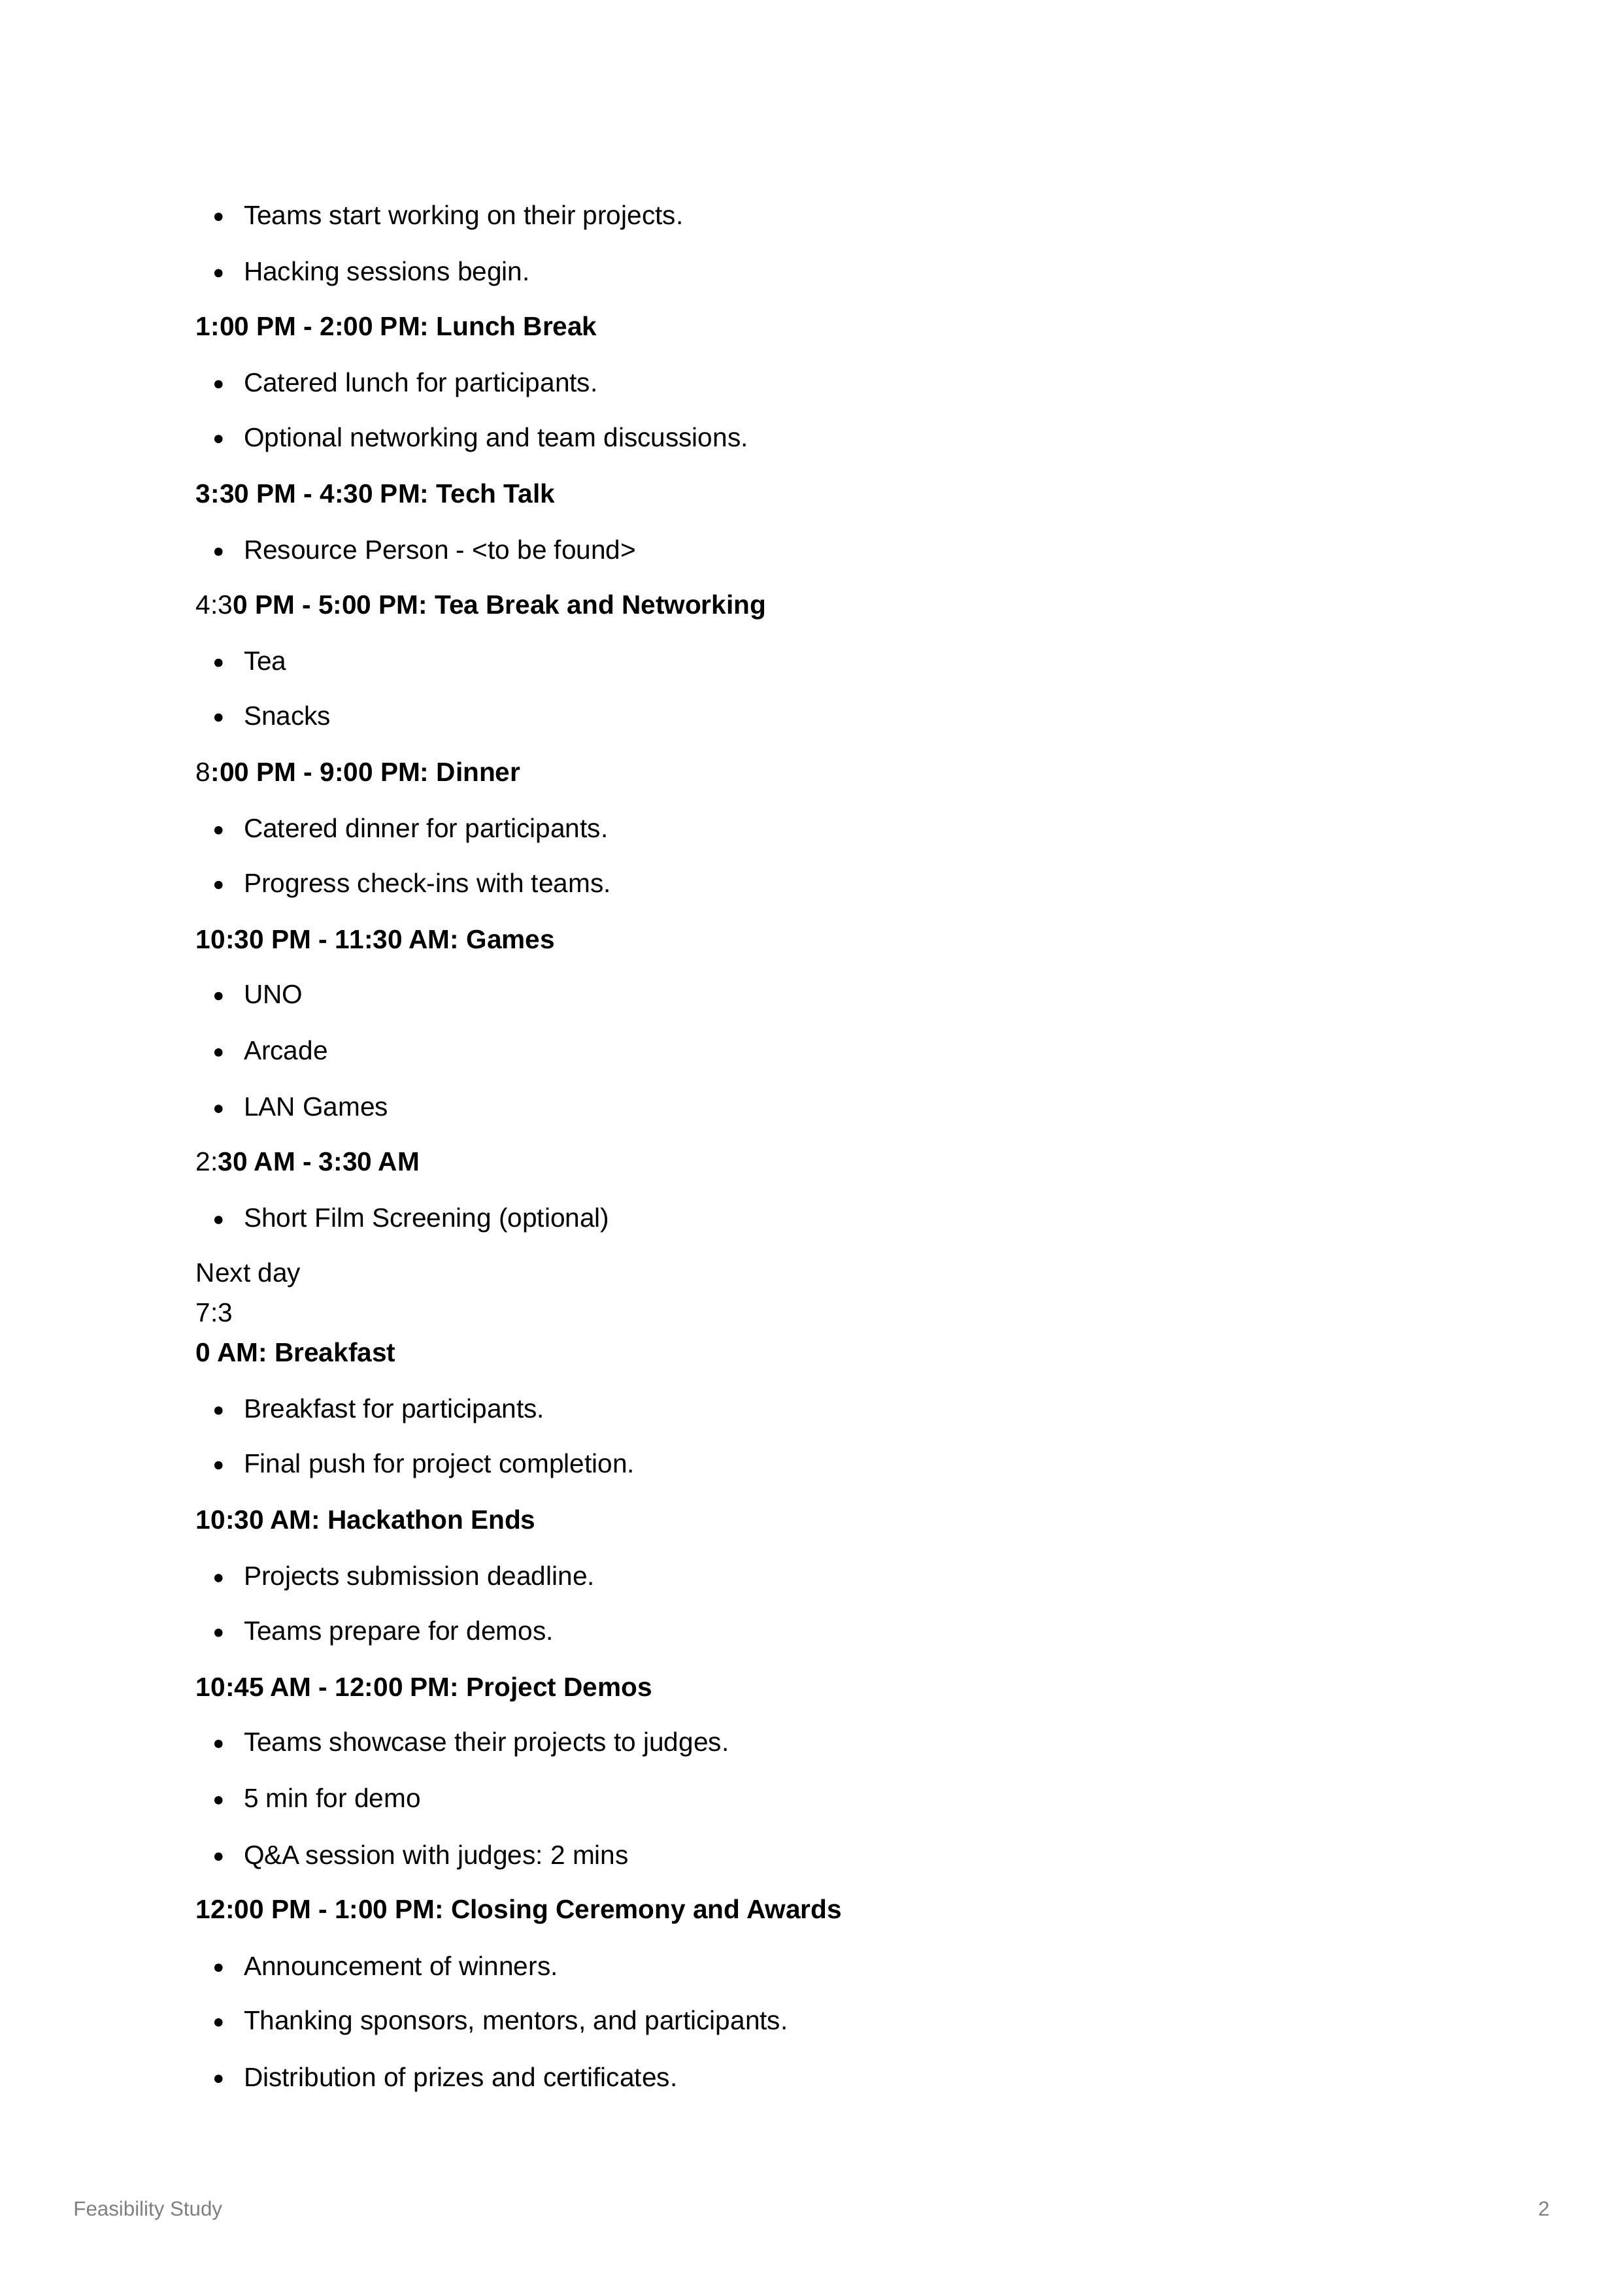 • Teams start working on their projects.
• Hacking sessions begin.
1:00 PM - 2:00 PM: Lunch Break
• Catered lunch for participants.
• Optional networking and team discussions.
3:30 PM - 4:30 PM: Tech Talk
• Resource Person - <to be found>
4:30 PM - 5:00 PM: Tea Break and Networking
• Tea
• Snacks
8:00 PM - 9:00 PM: Dinner
• Catered dinner for participants.
• Progress check-ins with teams.
10:30 PM - 11:30 AM: Games
• UNO
• Arcade
• LAN Games
2:30 AM - 3:30 AM
• Short Film Screening (optional)
Next day
7:3
0 AM: Breakfast
• Breakfast for participants.
• Final push for project completion.
10:30 AM: Hackathon Ends
• Projects submission deadline.
• Teams prepare for demos.
10:45 AM - 12:00 PM: Project Demos
• Teams showcase their projects to judges.
• 5 min for demo
• Q&A session with judges: 2 mins
12:00 PM - 1:00 PM: Closing Ceremony and Awards
• Announcement of winners.
• Thanking sponsors, mentors, and participants.
• Distribution of prizes and certificates.
Feasibility Study 2